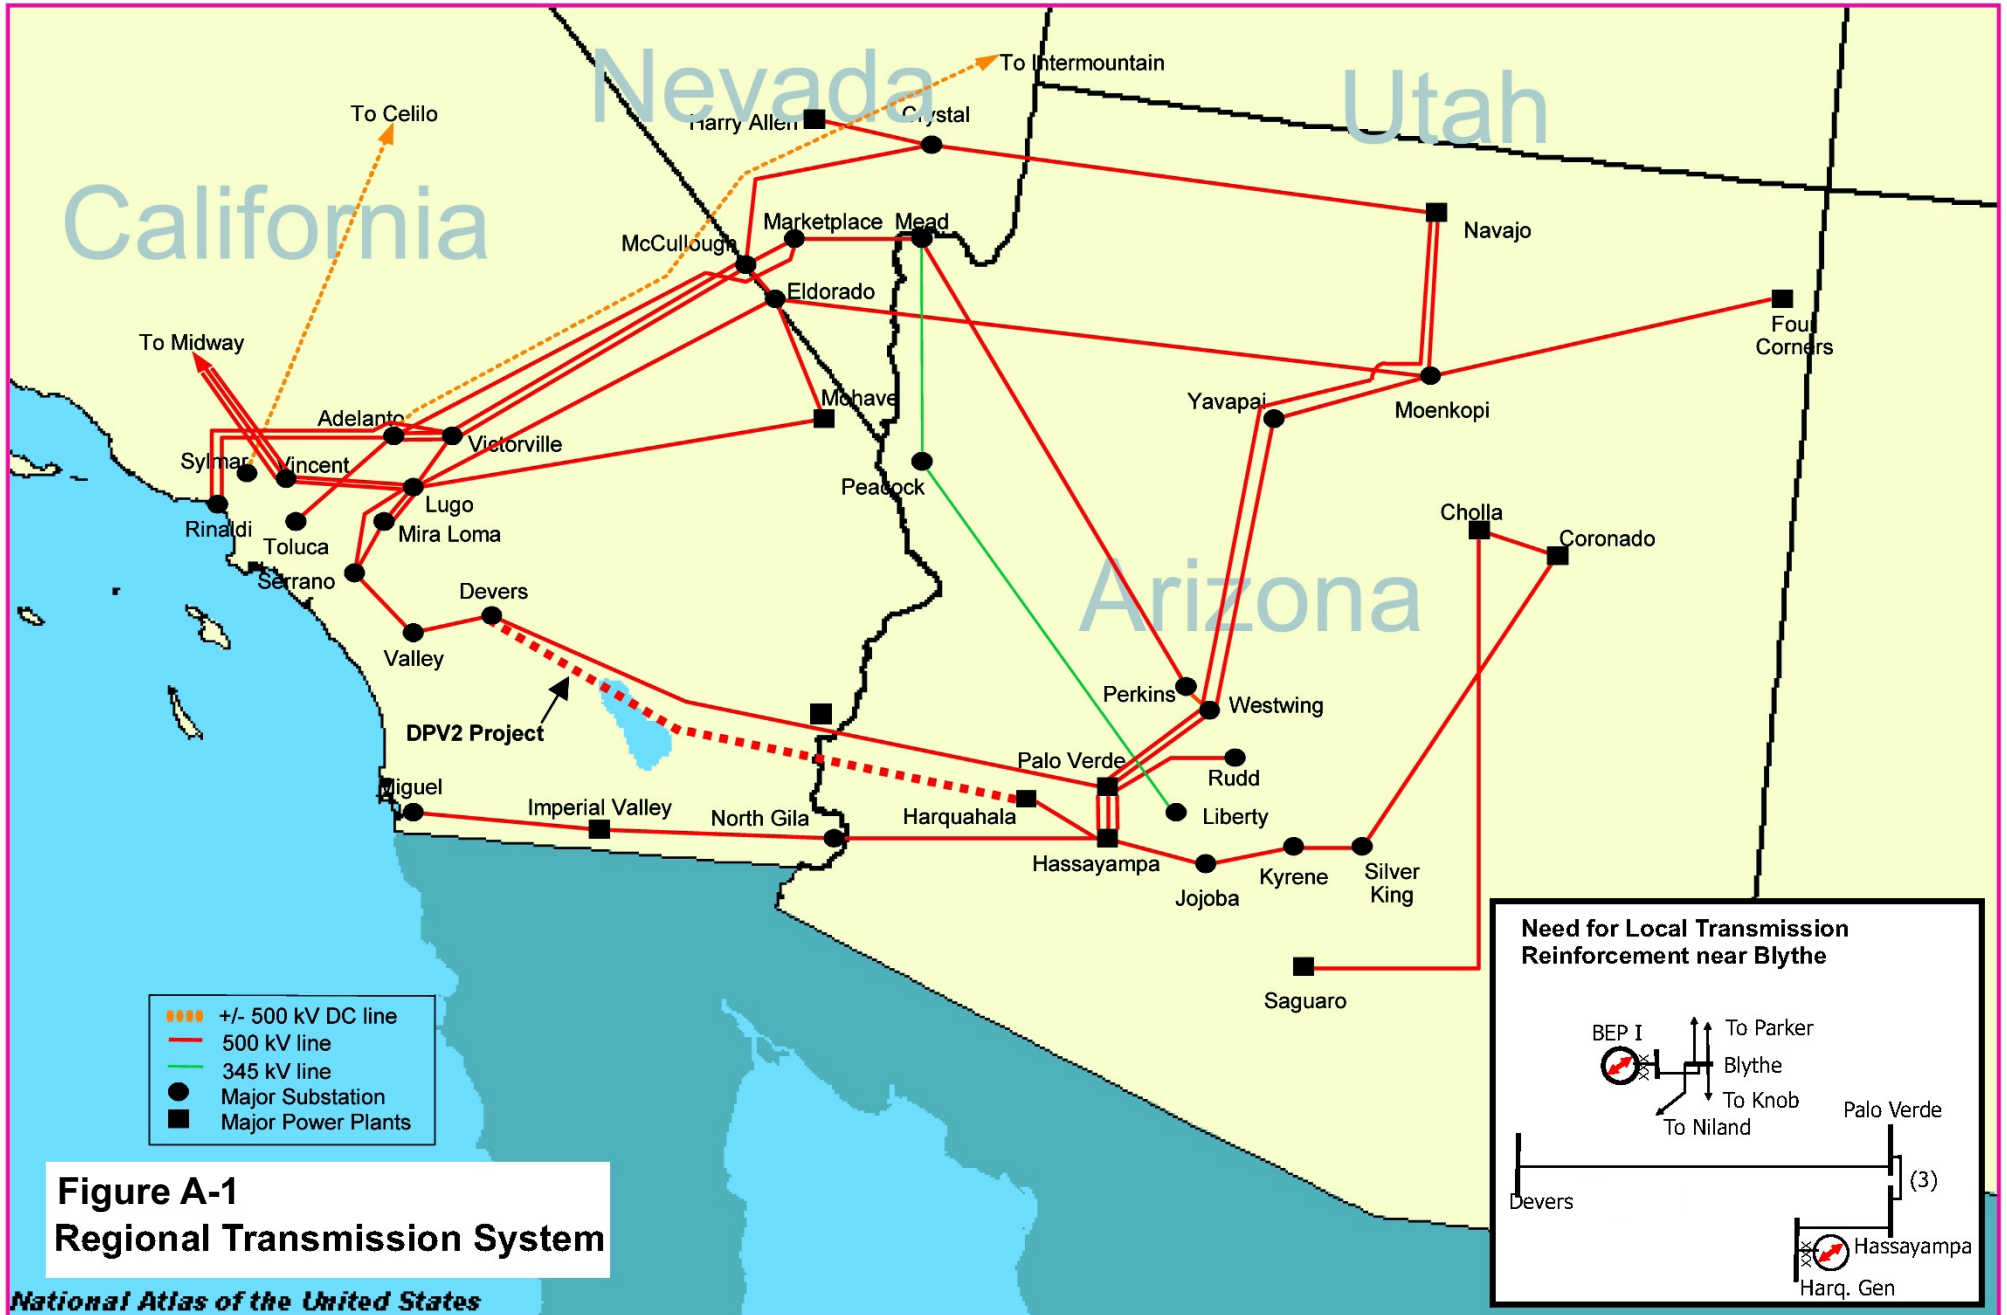 Nevada
To Intermountain
Utah
To Celilo
Harry Allen
Crystal
California
Marketplace
Mead
McCullough
Navajo
Eldorado
Four
Corners
To Midway
Mohave
Yavapai
Moenkopi
Adelanto
Victorville
Sylmar
Vincent
Peacock
Lugo
Rinaldi
Mira Loma
Toluca
Cholla
Coronado
Serrano
Devers
Arizona
Valley
Perkins
Westwing
DPV2 Project
Palo Verde
Rudd
Miguel
Imperial Valley
North Gila
Harquahala
Liberty
Hassayampa
Jojoba
Kyrene
Silver
King
Saguaro
+/- 500 kV DC line
500 kV line
345 kV line
Major Substation
Major Power Plants
Figure A-1
Regional Transmission System
National Atlas of the United States
Need for Local Transmission
Reinforcement near Blythe
BEP I
To Parker
Blythe
To Knob
To Niland
Palo Verde
(3)
Devers
Hassayampa
Harq. Gen